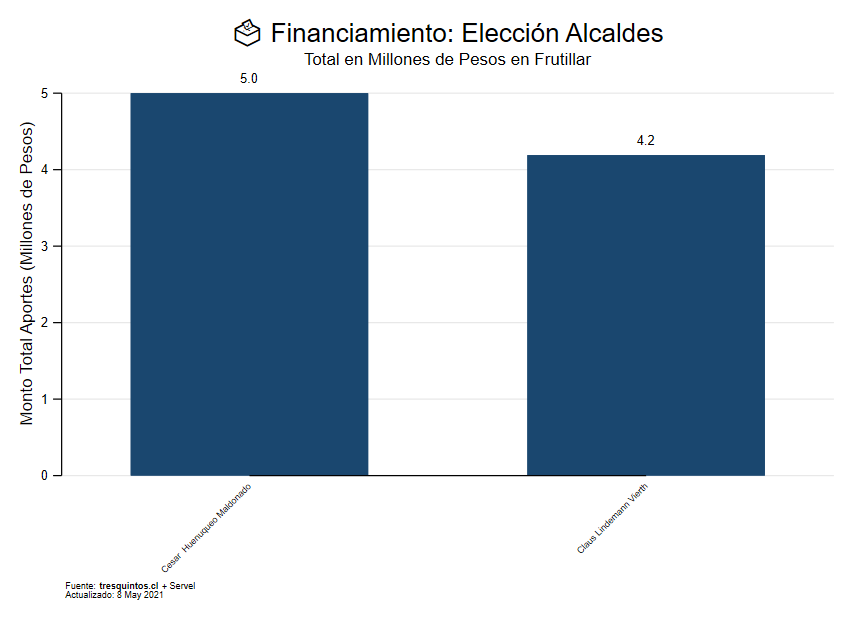 Financiamiento: Elección Alcaldes
Total en Millones de Pesos en Frutillar
5.0
4.2
Monto Total Aportes (Millones de Pesos)
5
4
3
2
1
0
Cesar Huenuqueo Maldonado
Claus Lindemann Vierth
Fuente: tresquintos.cl + Servel
Actualizado: 8 May 2021